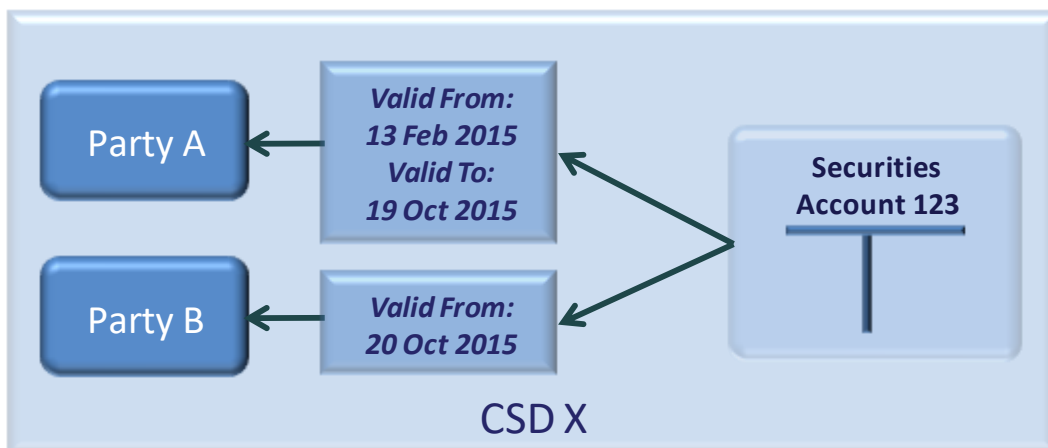 Party A
Valid From:
13 Feb 2015
Valid To:
19 Oct 2015
Securities
Account 123
Party B
Valid From:
20 Oct 2015
CSD X